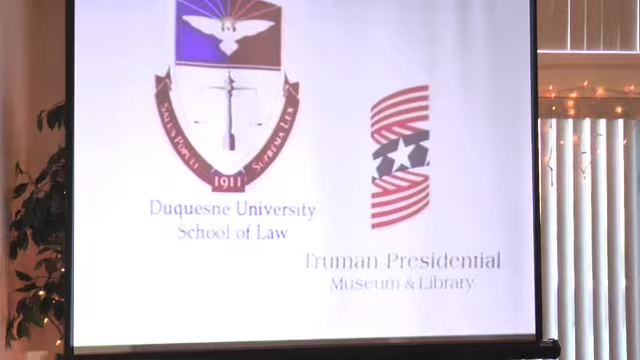 SALUS POPULI SUPREMA LEX
1911
Duquesne University
School of Law
Truman Presidential
Museum & Library